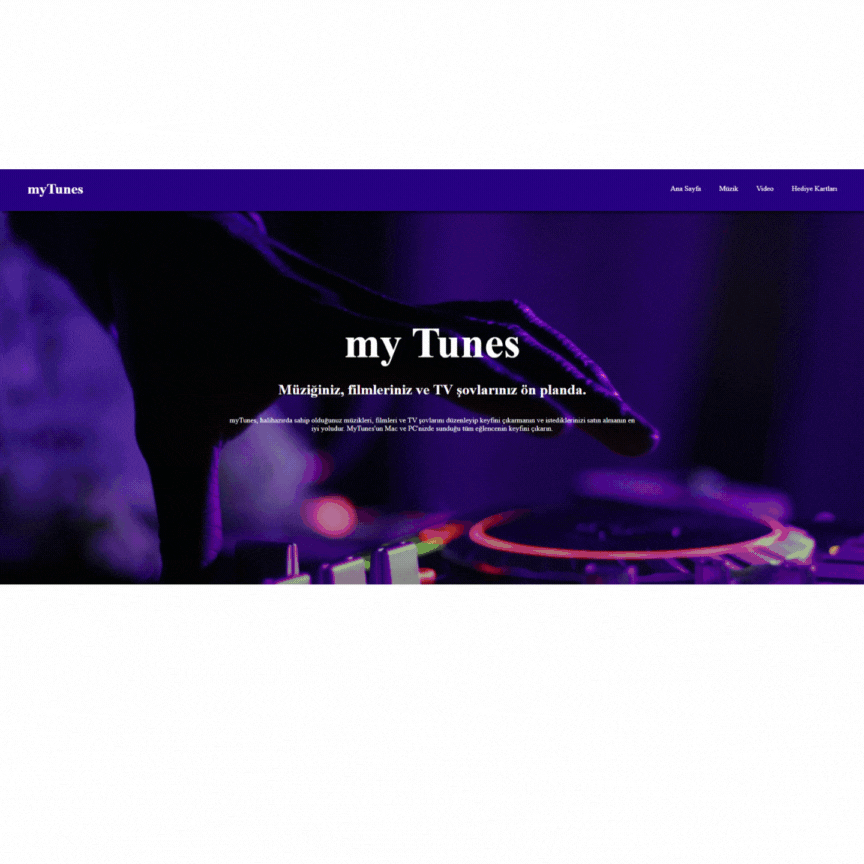 myTunes
Ana Sayfa Müzik Video Hediye Kartları
my Tunes
Müziğiniz, filmleriniz ve TV şovlarınız ön planda.
myTunes, halihazırda sahip olduğunuz müzikleri, filmleri ve TV şovlarını düzenleyip keyfini çıkarmanın ve istediklerinizi satın almanın en
iyi yoludur. MyTunes'un Mac ve PC'nizde sunduğu tüm eğlencenin keyfini çıkarın.